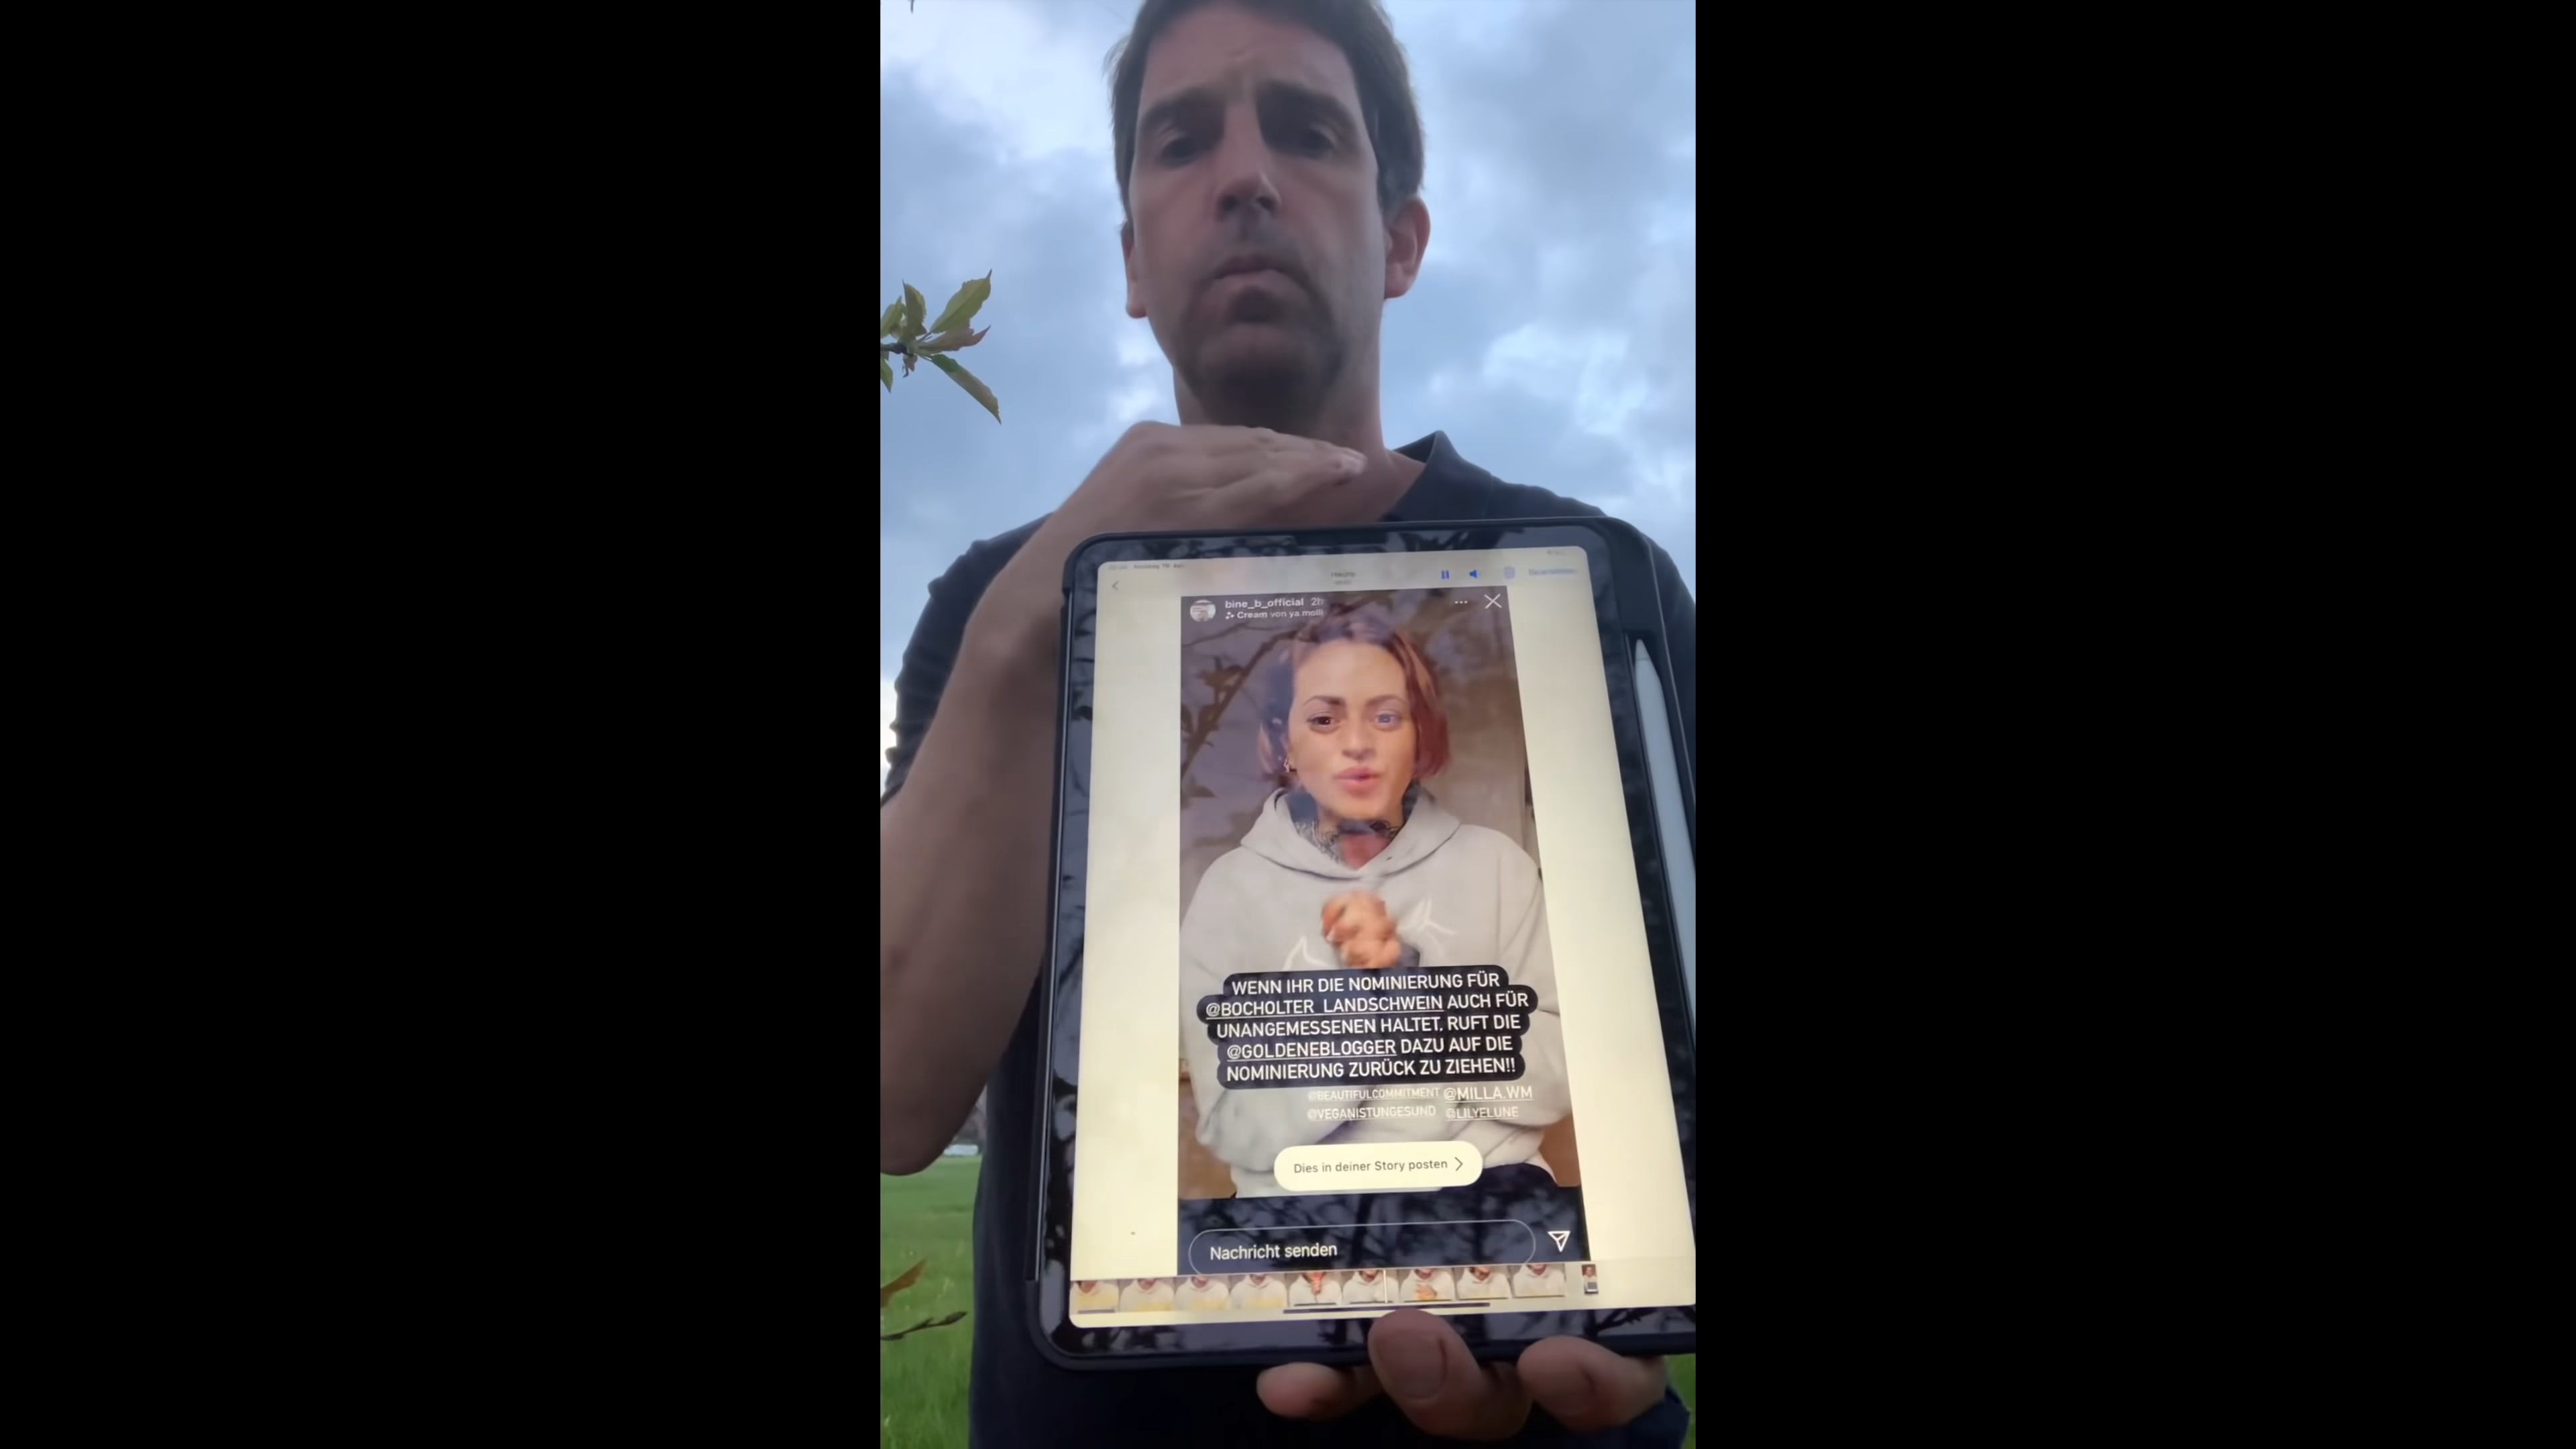 bine_b_official 2h
Cream von ya.molli
WENN IHR DIE NOMINIERUNG FÜR
@BOCHOLTER_LANDSCHWEIN AUCH FÜR
UNANGEMESSENEN HALTET, RUFT DIE
@GOLDENEBLOGGER DAZU AUF DIE
NOMINIERUNG ZURÜCK ZU ZIEHEN!!
@BEAUTIFULCOMMITMENT @MILLA.WM
@VEGANISTUNGESUND @LILYELUNE
Dies in deiner Story posten
Nachricht senden